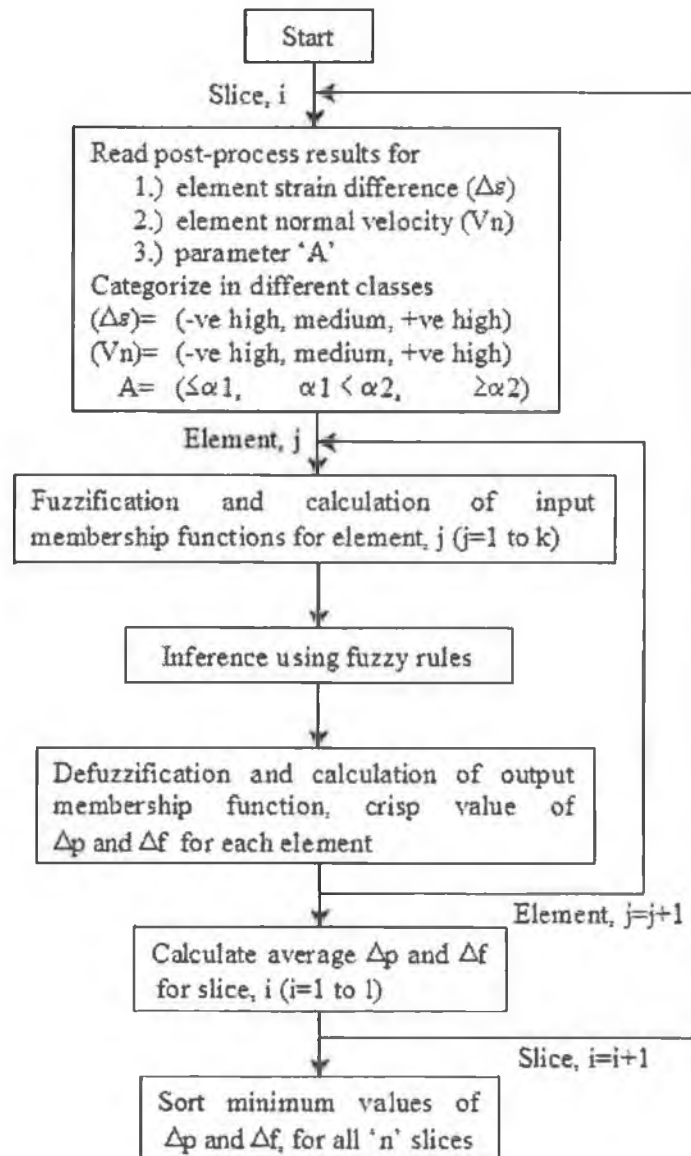 Start
Slice, i
Read post-process results for
1.) element strain difference (Δε)
2.) element normal velocity (Vn)
3.) parameter ‘A’
Categorize in different classes
(Δε)= (-ve high, medium, +ve high)
(Vn)= (-ve high, medium, +ve high)
A= (≤α1, α1 < α2, ≥α2)
Element, j
Fuzzification and calculation of input
membership functions for element, j (j=1 to k)
Inference using fuzzy rules
Defuzzification and calculation of output
membership function, crisp value of
Δp and Δf for each element
Element, j=j+1
Calculate average Δp and Δf
for slice, i (i=1 to l)
Slice, i=i+1
Sort minimum values of
Δp and Δf, for all ‘n’ slices